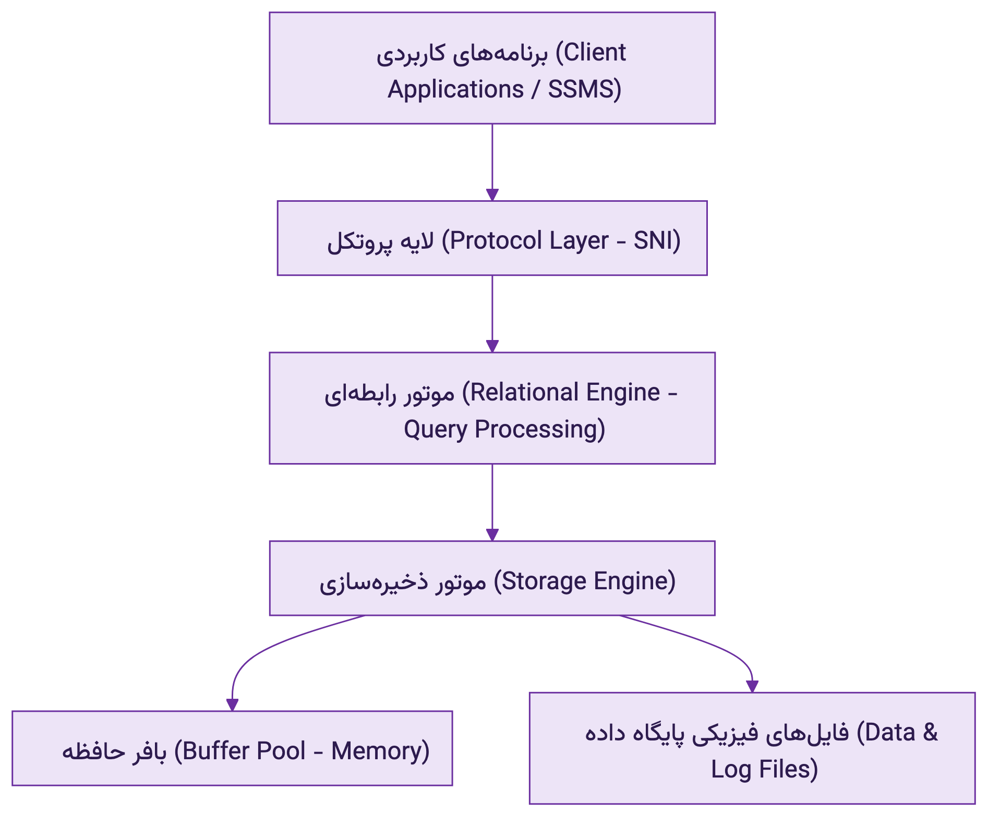 برنامه‌های کاربردی (Client
Applications / SSMS)
لایه پروتکل (Protocol Layer - SNI)
موتور رابطه‌ای (Relational Engine -
Query Processing)
موتور ذخیره‌سازی (Storage Engine)
بافر حافظه (Buffer Pool - Memory)
فایل‌های فیزیکی پایگاه داده (Data &
Log Files)